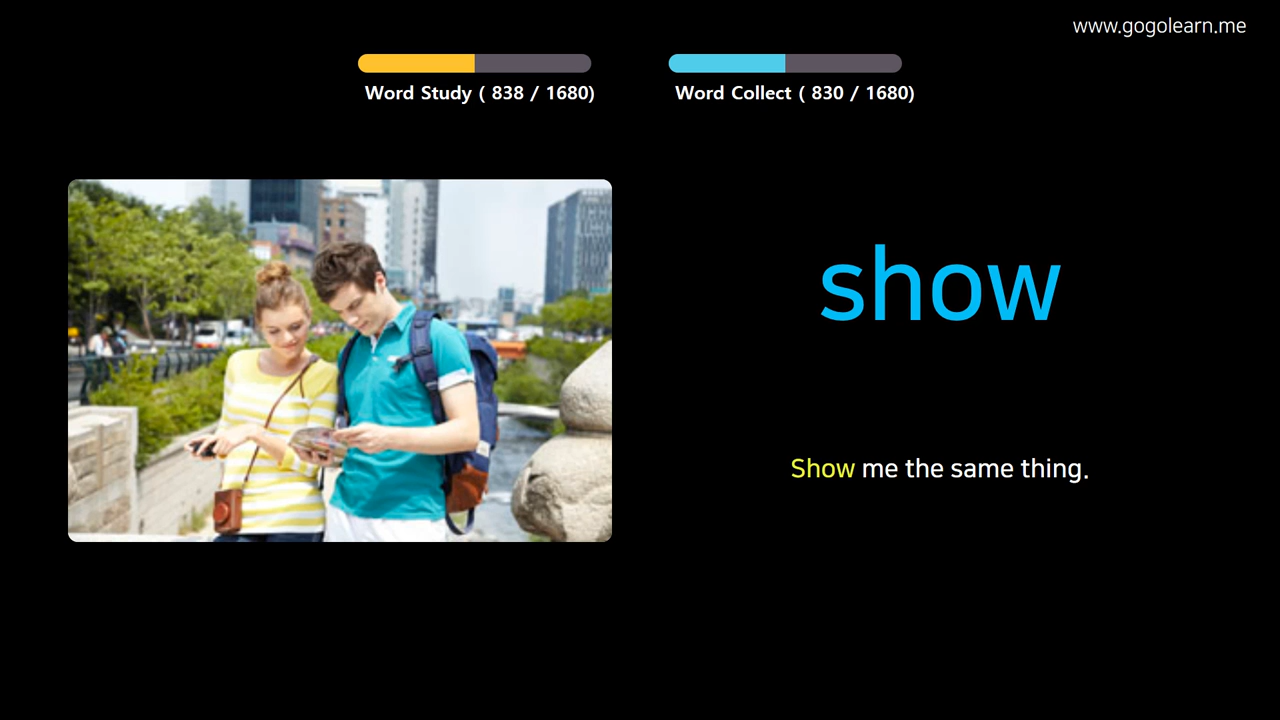 www.gogolearn.me
Word Study ( 838 / 1680)
Word Collect ( 830 / 1680)
show
Show me the same thing.